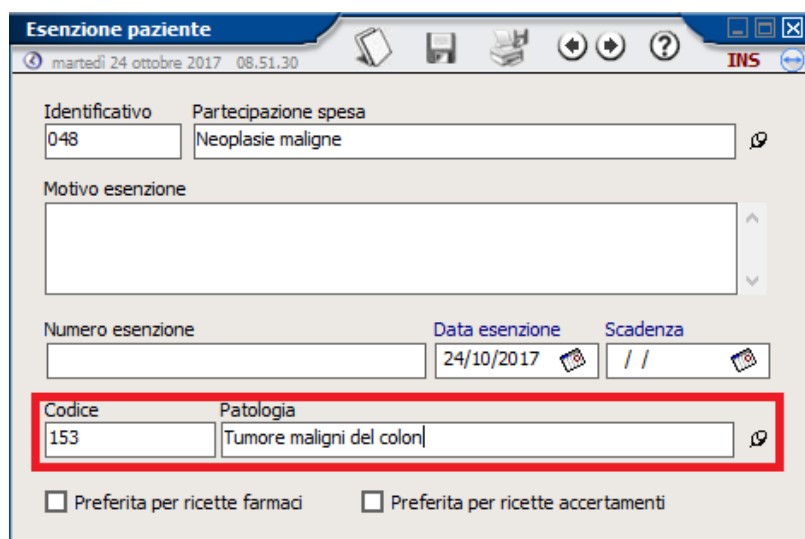 Esenzione paziente
martedì 24 ottobre 2017 08.51.30
INS
Identificativo Partecipazione spesa
048 Neoplasie maligne
Motivo esenzione
Numero esenzione Data esenzione Scadenza
24/10/2017 / /
Codice Patologia
153 Tumore maligni del colon
Preferita per ricette farmaci Preferita per ricette accertamenti